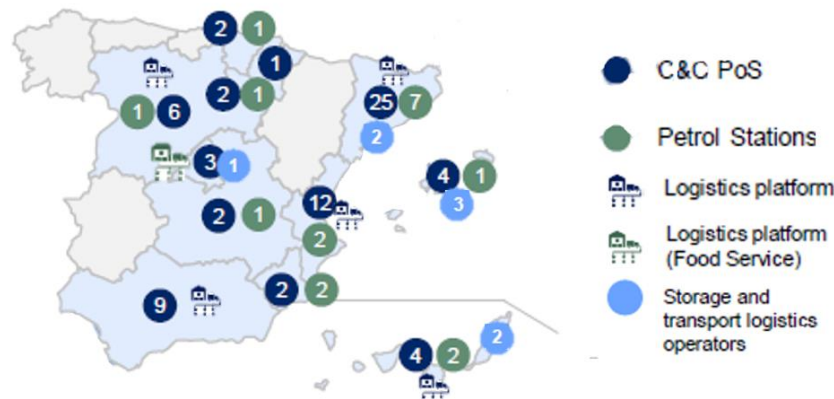 2 1
1
2 1
1 6
25 7
2
3 1
4 1
3
2 1
12
2
9
2 2
2
4 2
C&C PoS
Petrol Stations
Logistics platform
Logistics platform
(Food Service)
Storage and
transport logistics
operators